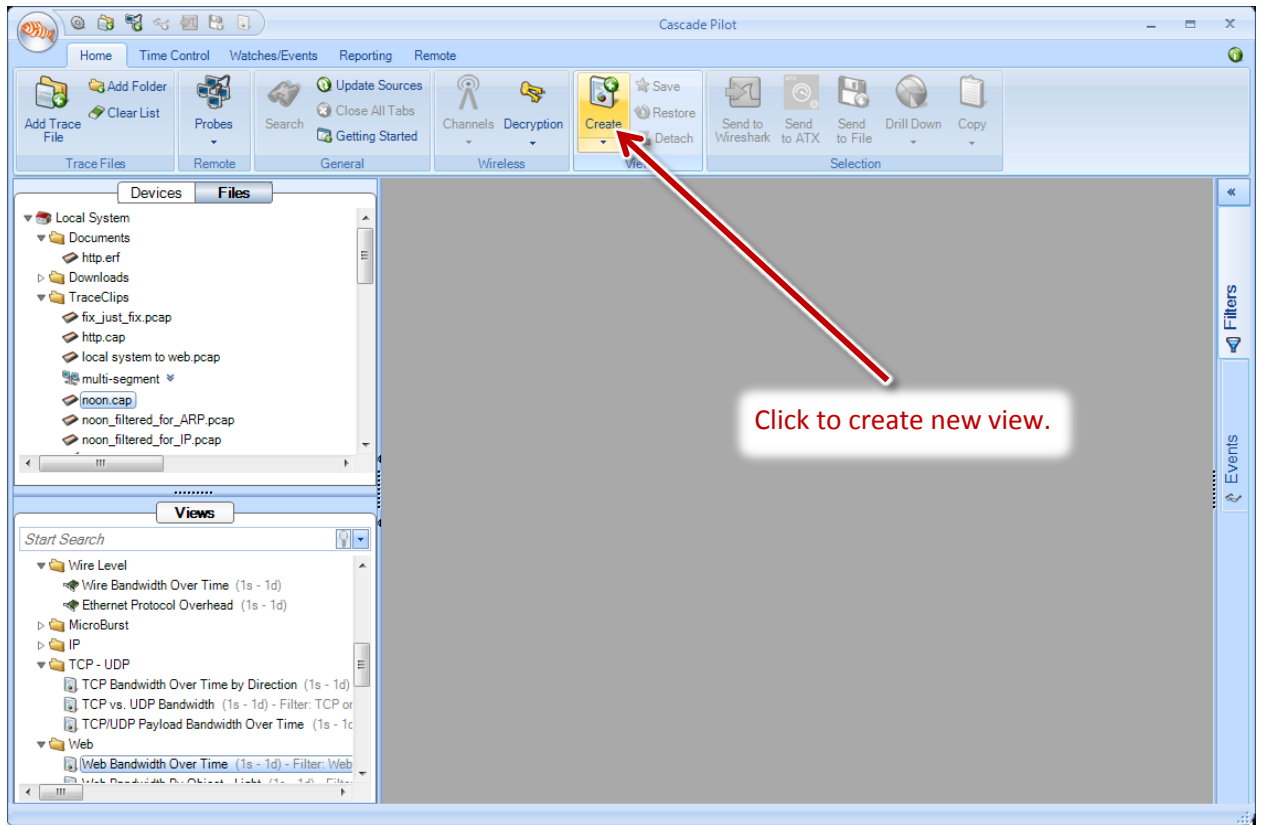 Cascade Pilot
Home Time Control Watches/Events Reporting Remote
Add Trace File
Add Folder
Clear List
Trace Files
Probes
Remote
Search
Update Sources
Close All Tabs
Getting Started
General
Channels Decryption
Wireless
Create
Save
Restore
Detach
Send to Wireshark
Send to ATX
Send to File
Drill Down
Copy
Selection
Devices Files
Local System
Documents
http.erf
Downloads
TraceClips
fix_just_fix.pcap
http.cap
local system to web.pcap
multi-segment
noon.cap
noon_filtered_for_ARP.pcap
noon_filtered_for_IP.pcap
Views
Start Search
Wire Level
Wire Bandwidth Over Time (1s - 1d)
Ethernet Protocol Overhead (1s - 1d)
MicroBurst
IP
TCP - UDP
TCP Bandwidth Over Time by Direction (1s - 1d)
TCP vs. UDP Bandwidth (1s - 1d) - Filter: TCP or
TCP/UDP Payload Bandwidth Over Time (1s - 1d
Web
Web Bandwidth Over Time (1s - 1d) - Filter: Web
Click to create new view.
Filters
Events